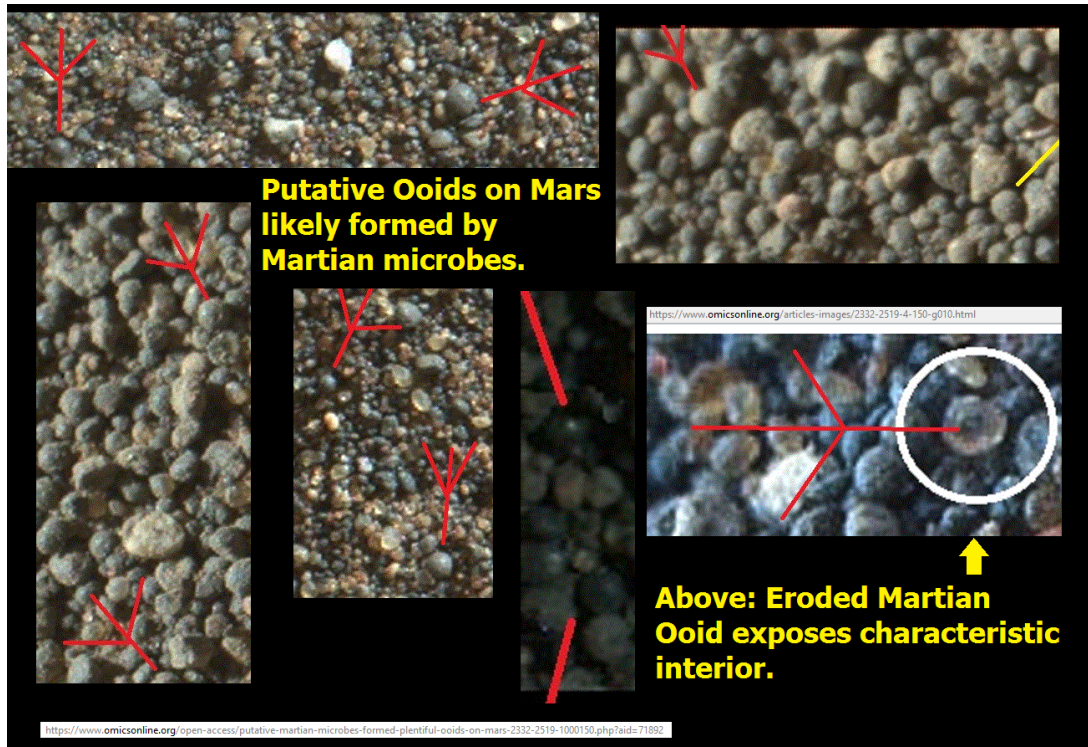 Putative Ooids on Mars
likely formed by
Martian microbes.
https://www.omicsonline.org/articles-images/2332-2519-4-150-g010.html
Above: Eroded Martian
Ooid exposes characteristic
interior.
https://www.omicsonline.org/open-access/putative-martian-microbes-formed-plentiful-ooids-on-mars-2332-2519-1000150.php?aid=71892